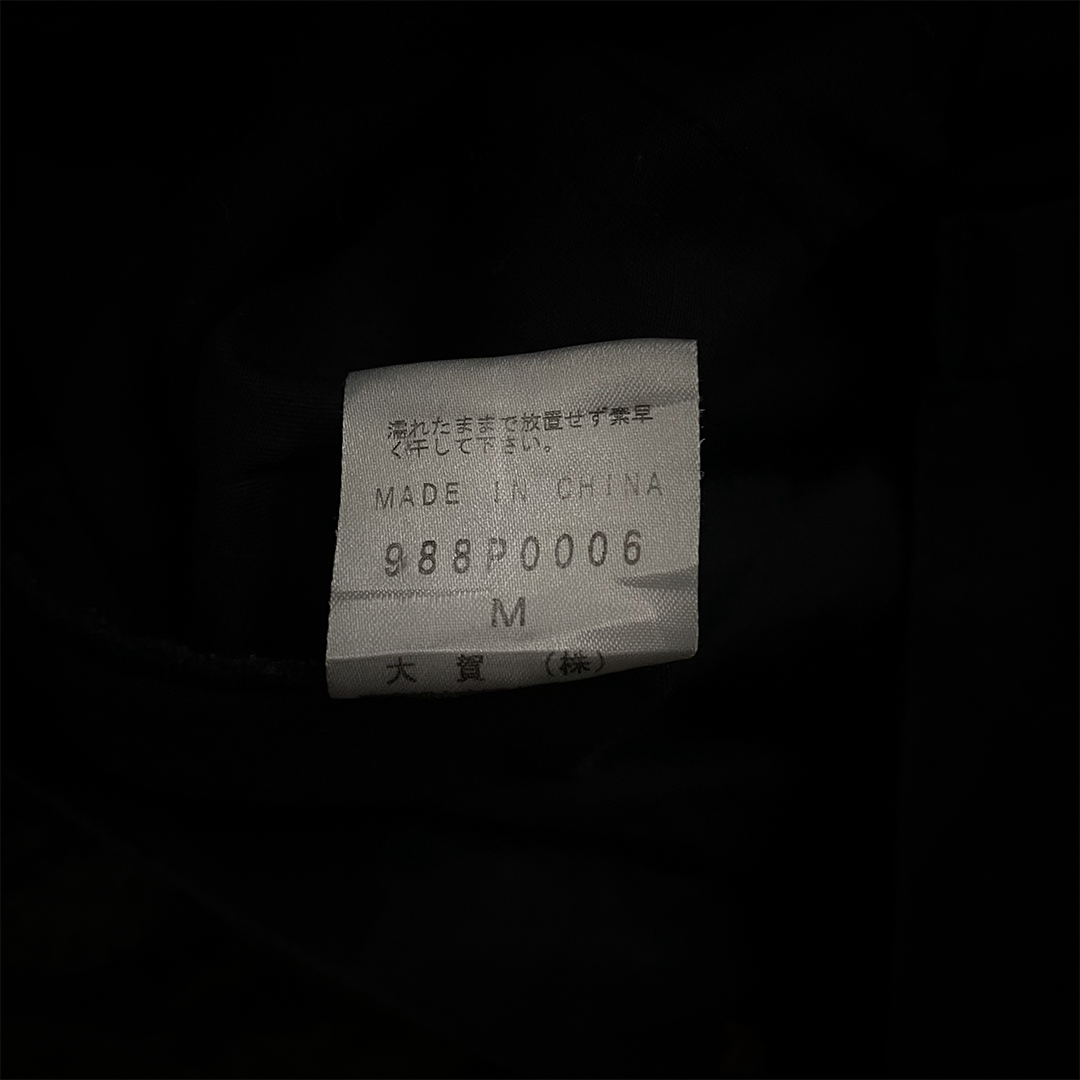 濡れたままで放置せず素早
く干して下さい。
MADE IN CHINA
988P0006
M
大賀(株)